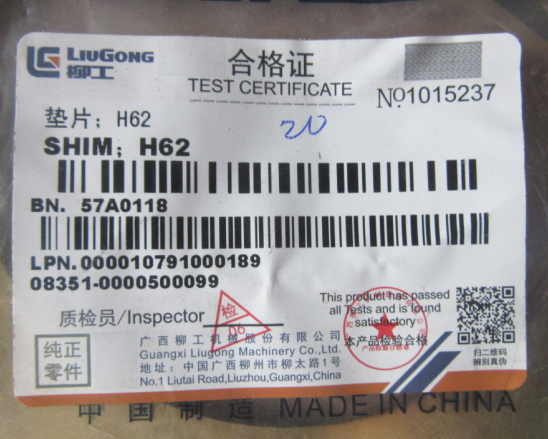 LIUGONG
柳工
合格证
TEST CERTIFICATE
№1015237
垫片; H62
20
SHIM; H62
BN. 57A0118
LPN.000010791000189
08351-0000500099
质检员/Inspector
检
06
This product has passed
all Tests and is found
satisfactory
本产品检验合格
扫二维码
辨别真伪
纯正
零件
广西柳工机械股份有限公司
Guangxi Liugong Machinery Co.,Ltd.
地址: 中国广西柳州市柳太路1号
No.1 Liutai Road,Liuzhou,Guangxi,China
中国制造 MADE IN CHINA